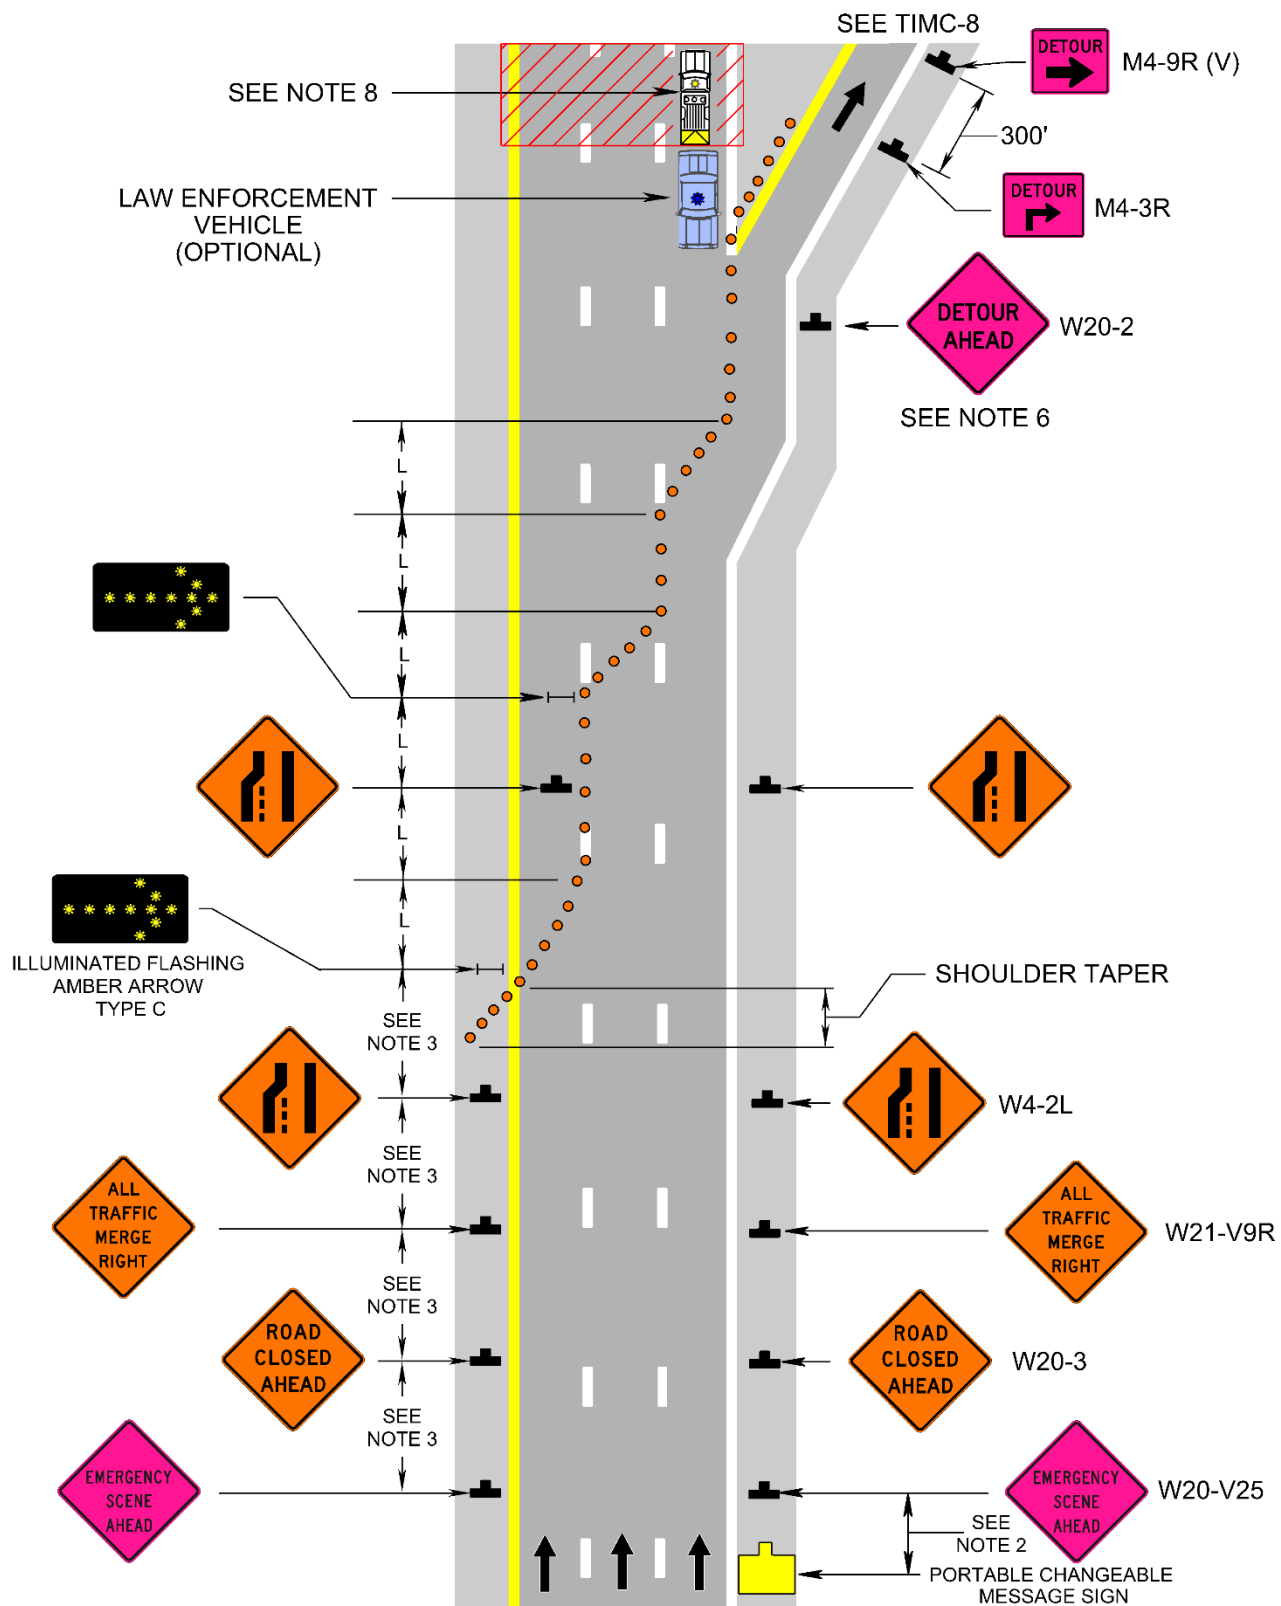 SEE TIMC-8
DETOUR
M4-9R (V)
SEE NOTE 8
300'
LAW ENFORCEMENT
VEHICLE
(OPTIONAL)
DETOUR
M4-3R
DETOUR
AHEAD
W20-2
SEE NOTE 6
L
L
L
L
L
L
ILLUMINATED FLASHING
AMBER ARROW
TYPE C
SHOULDER TAPER
SEE
NOTE 3
W4-2L
SEE
NOTE 3
ALL
TRAFFIC
MERGE
RIGHT
ALL
TRAFFIC
MERGE
RIGHT
W21-V9R
SEE
NOTE 3
ROAD
CLOSED
AHEAD
ROAD
CLOSED
AHEAD
W20-3
SEE
NOTE 3
EMERGENCY
SCENE
AHEAD
EMERGENCY
SCENE
AHEAD
W20-V25
SEE
NOTE 2
PORTABLE CHANGEABLE
MESSAGE SIGN